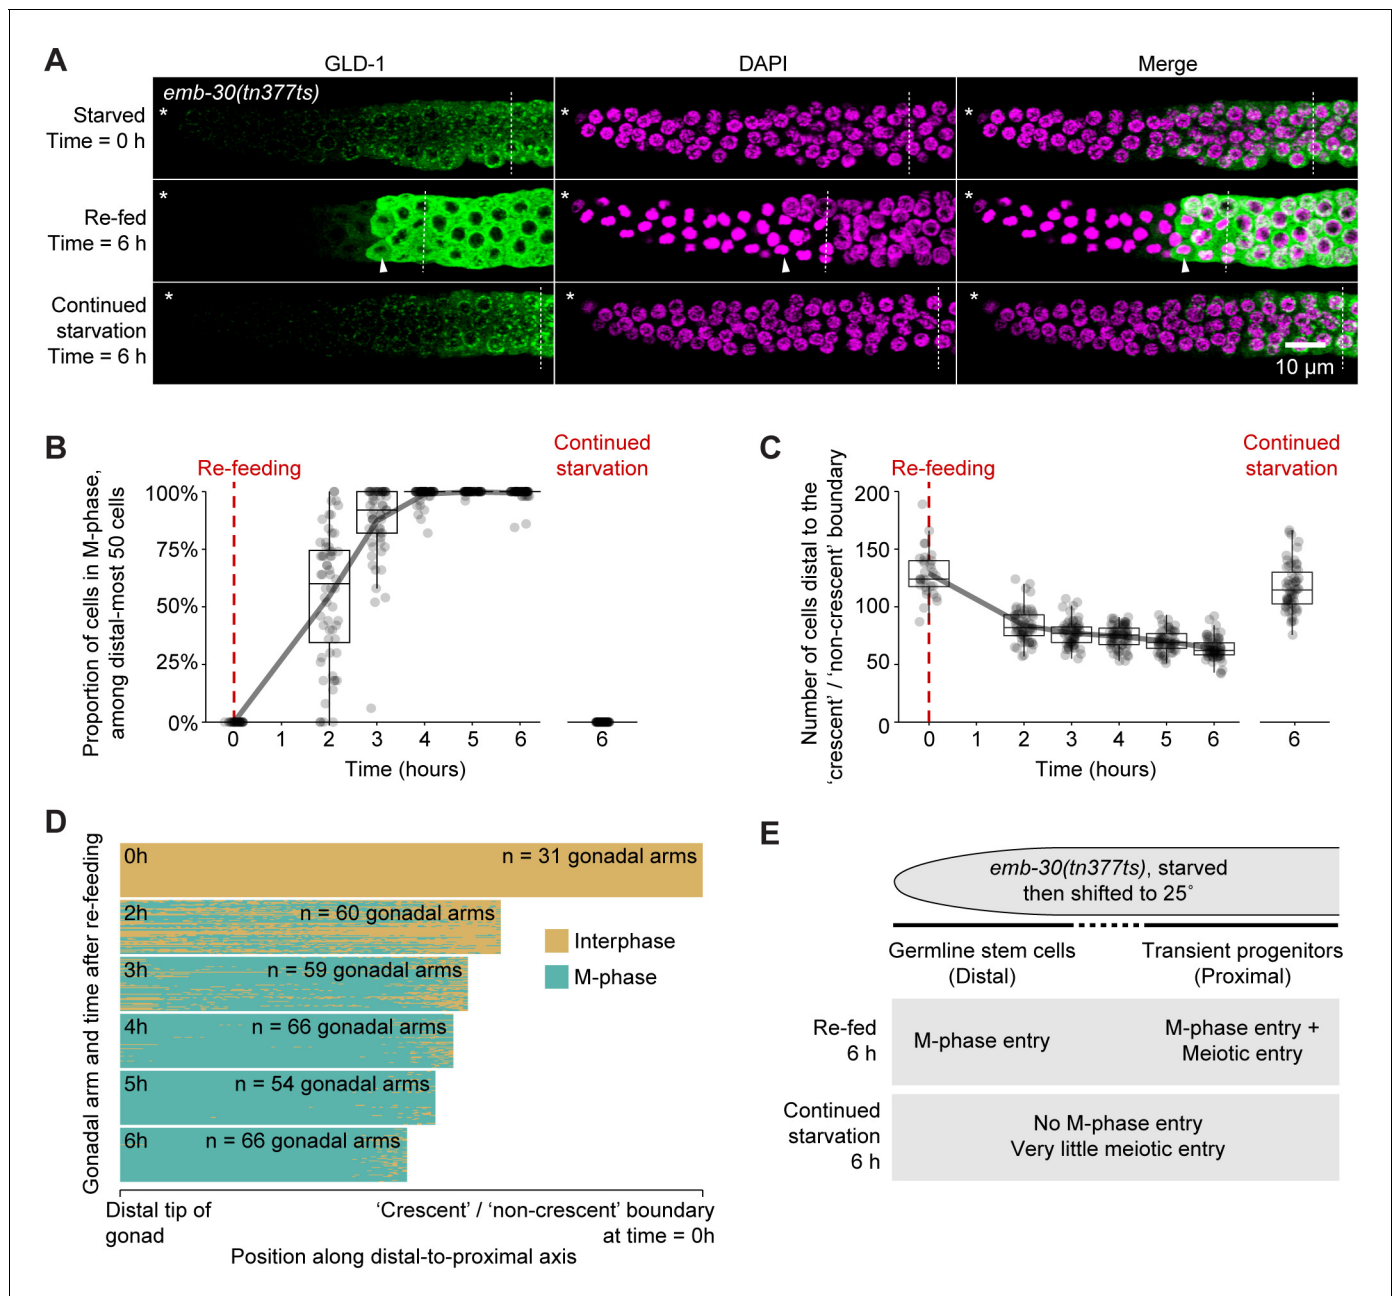 A
GLD-1
DAPI
Merge
emb-30(tn377ts)
Starved
Time = 0 h
*
*
*
Re-fed
Time = 6 h
*
*
*
Continued
starvation
Time = 6 h
*
*
*
10 µm
B
Re-feeding
Continued
starvation
Proportion of cells in M-phase,
among distal-most 50 cells
100%
75%
50%
25%
0%
0 1 2 3 4 5 6
6
Time (hours)
C
Re-feeding
Continued
starvation
Number of cells distal to the
‘crescent’ / ‘non-crescent’ boundary
200
150
100
50
0
0 1 2 3 4 5 6
6
Time (hours)
D
Gonadal arm and time after re-feeding
0h n = 31 gonadal arms
2h n = 60 gonadal arms
3h n = 59 gonadal arms
4h n = 66 gonadal arms
5h n = 54 gonadal arms
6h n = 66 gonadal arms
Interphase
M-phase
Distal tip of
gonad
‘Crescent’ / ‘non-crescent’ boundary
at time = 0h
Position along distal-to-proximal axis
E
emb-30(tn377ts), starved
then shifted to 25˚
Germline stem cells
(Distal)
Transient progenitors
(Proximal)
Re-fed
6 h
M-phase entry
M-phase entry +
Meiotic entry
Continued
starvation
6 h
No M-phase entry
Very little meiotic entry